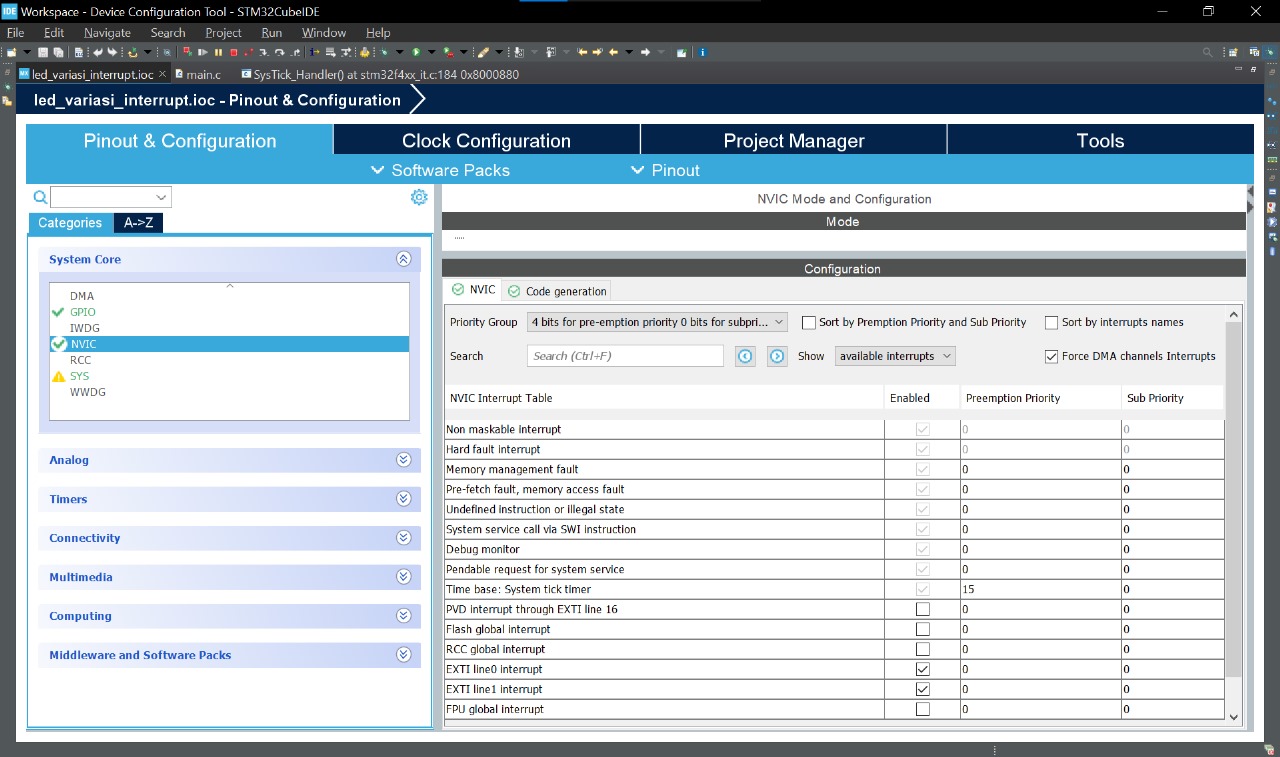 IDE Workspace - Device Configuration Tool - STM32CubeIDE
File Edit Navigate Search Project Run Window Help
MX led_variasi_interrupt.ioc main.c SysTick_Handler() at stm32f4xx_it.c:184 0x8000880
led_variasi_interrupt.ioc - Pinout & Configuration
Pinout & Configuration Clock Configuration Project Manager Tools
Software Packs Pinout
Categories A->Z
System Core
DMA
GPIO
IWDG
NVIC
RCC
SYS
WWDG
Analog
Timers
Connectivity
Multimedia
Computing
Middleware and Software Packs
NVIC Mode and Configuration
Mode
Configuration
NVIC Code generation
Priority Group 4 bits for pre-emption priority 0 bits for subpri... Sort by Premption Priority and Sub Priority Sort by interrupts names
Search Search (Ctrl+F) Show available interrupts Force DMA channels Interrupts
NVIC Interrupt Table Enabled Preemption Priority Sub Priority
Non maskable interrupt 0 0
Hard fault interrupt 0 0
Memory management fault 0 0
Pre-fetch fault, memory access fault 0 0
Undefined instruction or illegal state 0 0
System service call via SWI instruction 0 0
Debug monitor 0 0
Pendable request for system service 0 0
Time base: System tick timer 15 0
PVD interrupt through EXTI line 16 0 0
Flash global interrupt 0 0
RCC global interrupt 0 0
EXTI line0 interrupt 0 0
EXTI line1 interrupt 0 0
FPU global interrupt 0 0